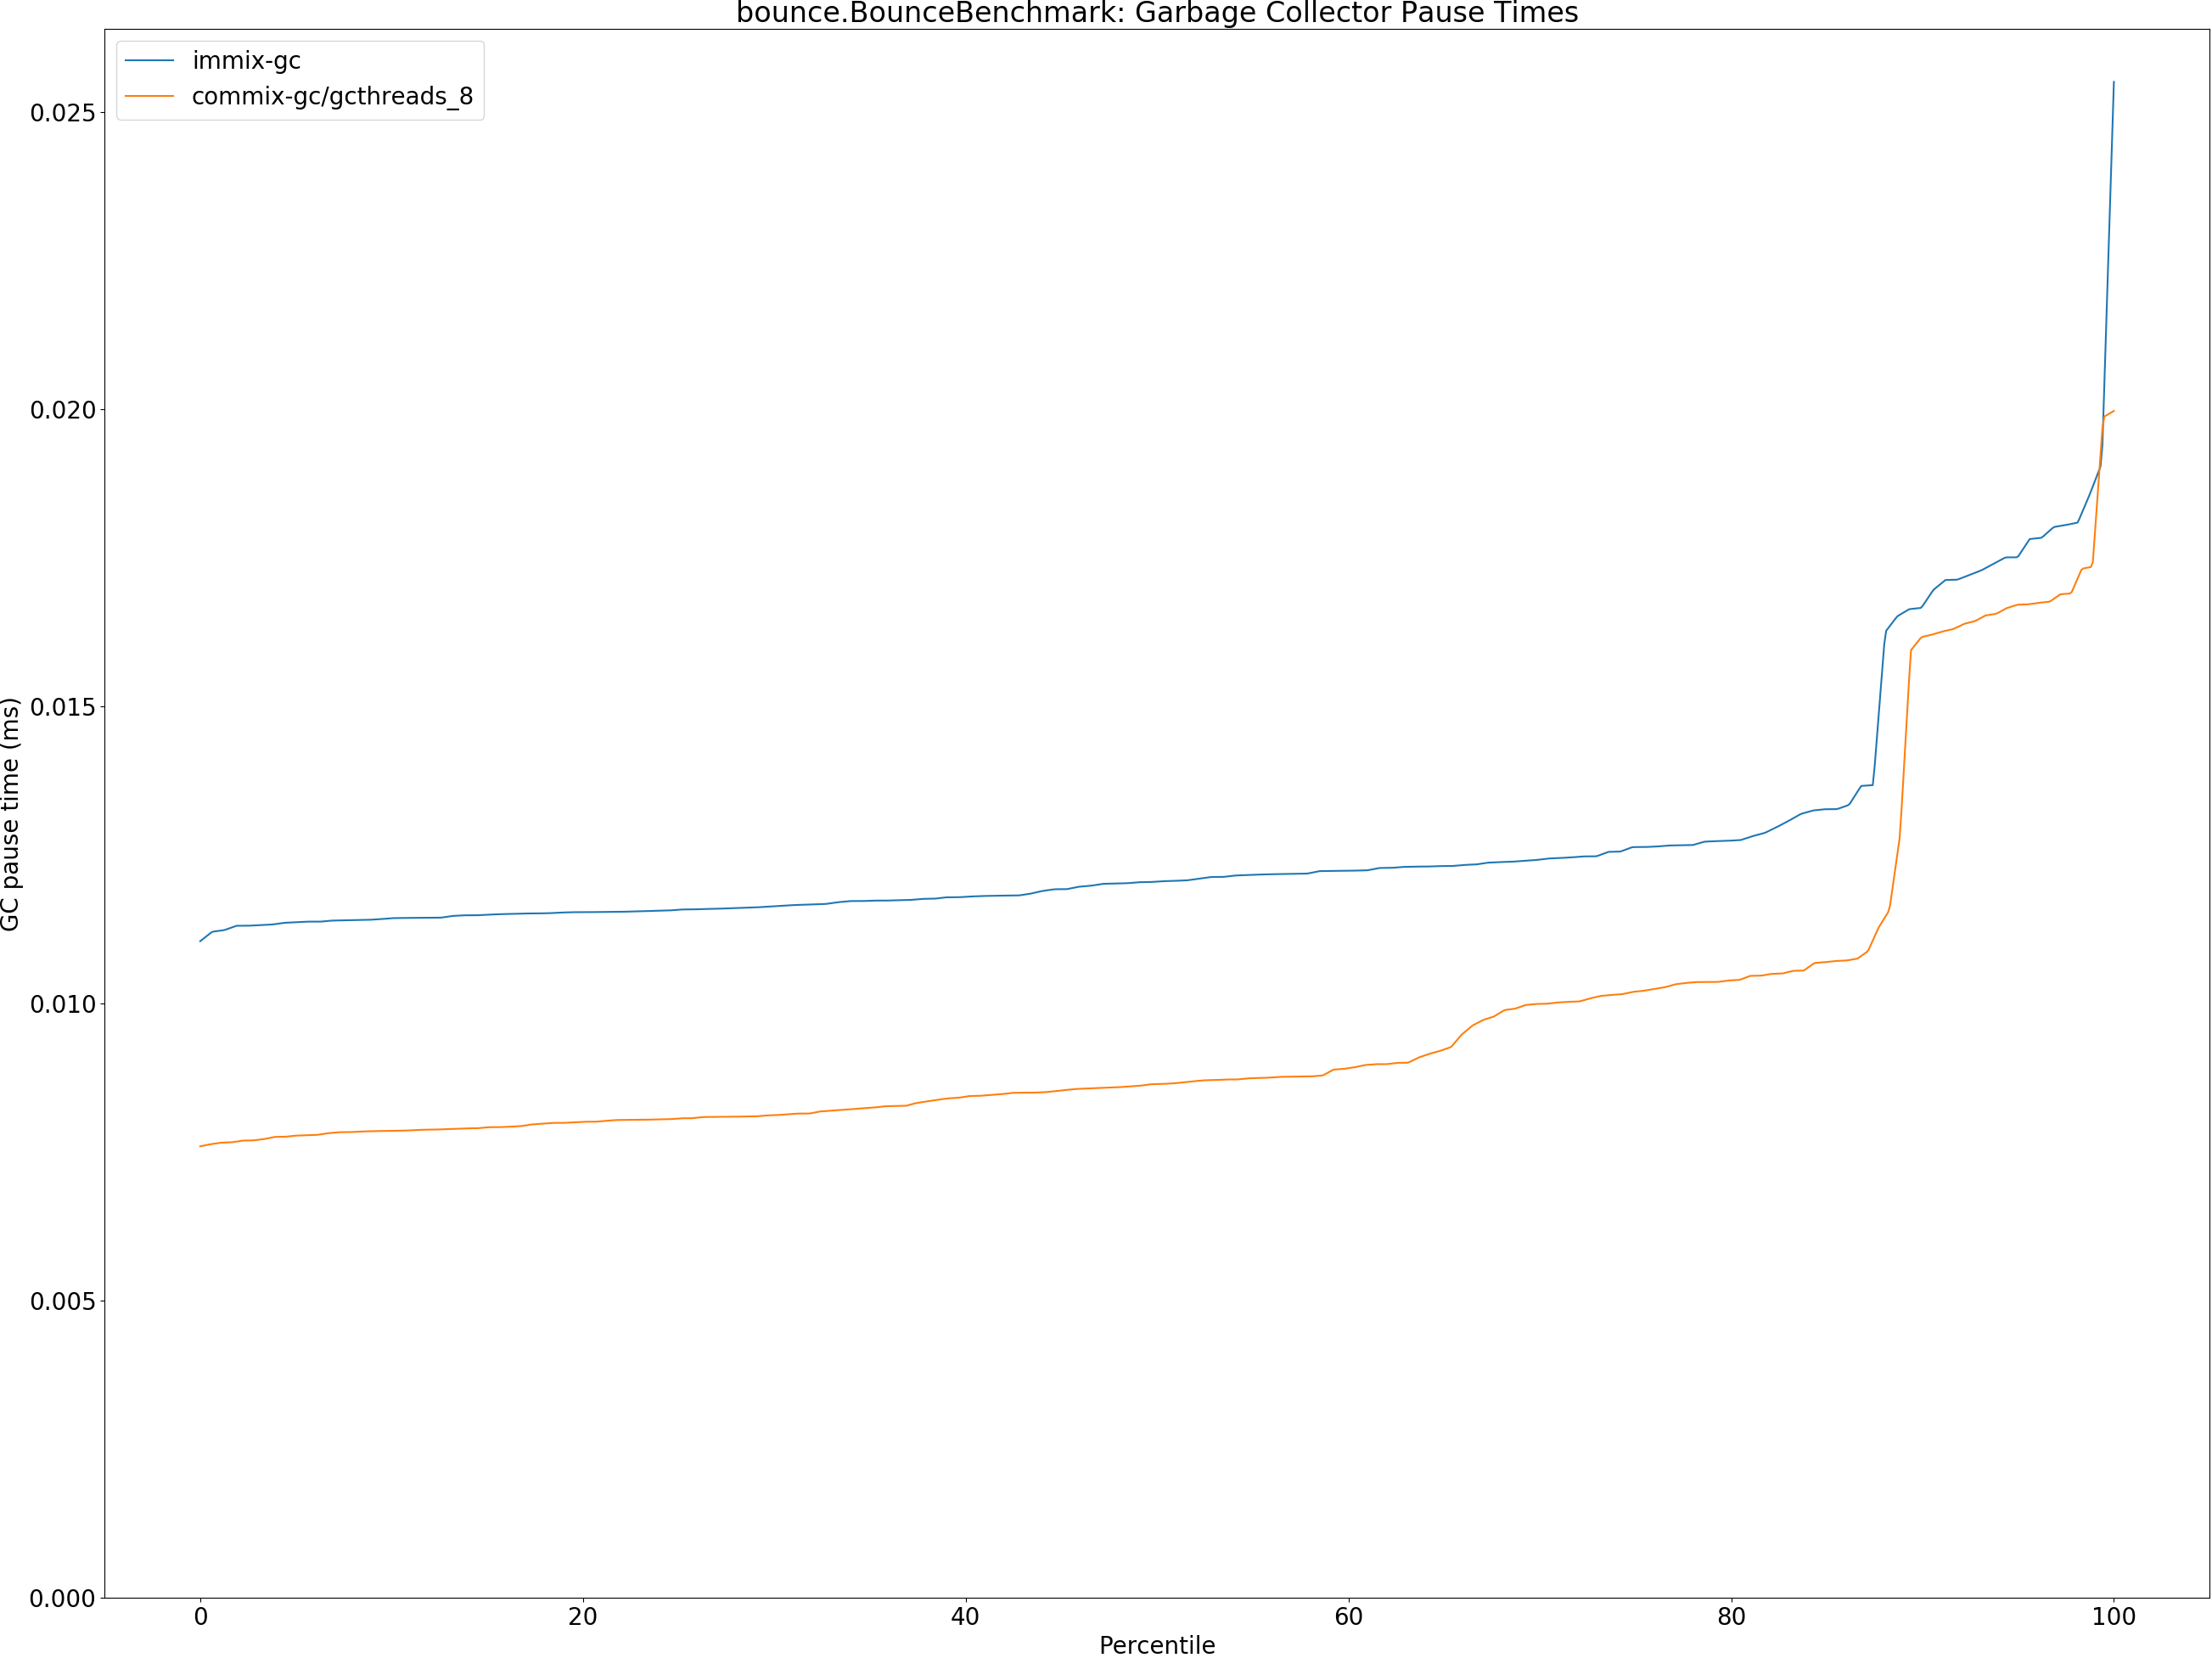 bounce.BounceBenchmark: Garbage Collector Pause Times
immix-gc
commix-gc/gcthreads_8
GC pause time (ms)
0.025
0.020
0.015
0.010
0.005
0.000
0 20 40 60 80 100
Percentile